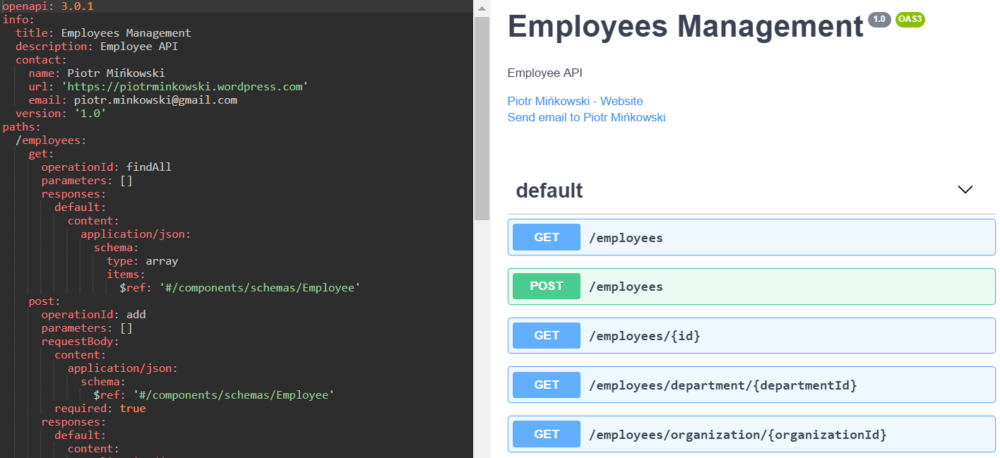 openapi: 3.0.1
info:
  title: Employees Management
  description: Employee API
  contact:
    name: Piotr Mińkowski
    url: 'https://piotrminkowski.wordpress.com'
    email: piotr.minkowski@gmail.com
  version: '1.0'
paths:
  /employees:
    get:
      operationId: findAll
      parameters: []
      responses:
        default:
          content:
            application/json:
              schema:
                type: array
                items:
                  $ref: '#/components/schemas/Employee'
    post:
      operationId: add
      parameters: []
      requestBody:
        content:
          application/json:
            schema:
              $ref: '#/components/schemas/Employee'
        required: true
      responses:
        default:
          content:
Employees Management 1.0 OAS3
Employee API
Piotr Mińkowski - Website
Send email to Piotr Mińkowski
default
GET /employees
POST /employees
GET /employees/{id}
GET /employees/department/{departmentId}
GET /employees/organization/{organizationId}